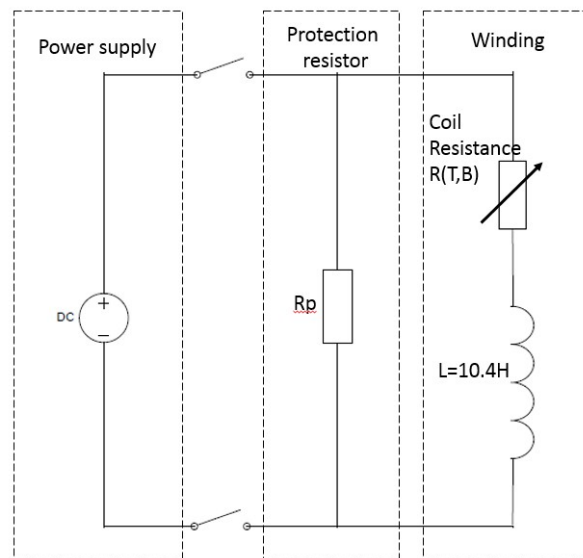 Power supply
Protection
resistor
Winding
Coil
Resistance
R(T,B)
DC
+
−
Rp
L=10.4H